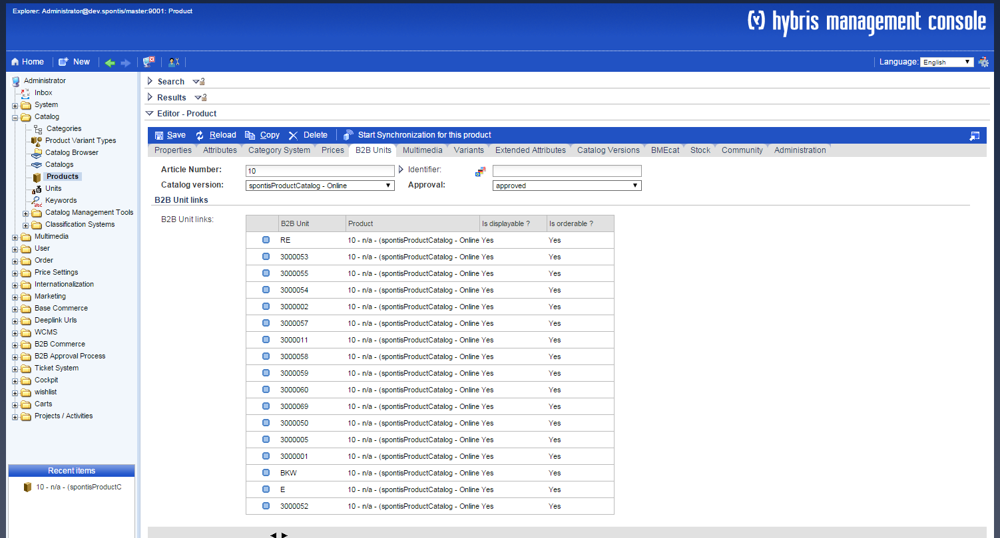 Explorer: Administrator@dev.spontis/master:9001: Product
hybris management console
Home New Language: English
Administrator
Inbox
System
Catalog
Categories
Product Variant Types
Catalog Browser
Catalogs
Products
Units
Keywords
Catalog Management Tools
Classification Systems
Multimedia
User
Order
Price Settings
Internationalization
Marketing
Base Commerce
Deeplink Urls
WCMS
B2B Commerce
B2B Approval Process
Ticket System
Cockpit
wishlist
Carts
Projects / Activities
Recent items
10 - n/a - (spontisProductC
Search
Results
Editor - Product
Save Reload Copy Delete Start Synchronization for this product
Properties Attributes Category System Prices B2B Units Multimedia Variants Extended Attributes Catalog Versions BMEcat Stock Community Administration
Article Number: 10 Identifier:
Catalog version: spontisProductCatalog - Online Approval: approved
B2B Unit links
B2B Unit links:
B2B Unit Product Is displayable ? Is orderable ?
RE 10 - n/a - (spontisProductCatalog - Online Yes Yes
3000053 10 - n/a - (spontisProductCatalog - Online Yes Yes
3000055 10 - n/a - (spontisProductCatalog - Online Yes Yes
3000054 10 - n/a - (spontisProductCatalog - Online Yes Yes
3000002 10 - n/a - (spontisProductCatalog - Online Yes Yes
3000057 10 - n/a - (spontisProductCatalog - Online Yes Yes
3000011 10 - n/a - (spontisProductCatalog - Online Yes Yes
3000058 10 - n/a - (spontisProductCatalog - Online Yes Yes
3000059 10 - n/a - (spontisProductCatalog - Online Yes Yes
3000060 10 - n/a - (spontisProductCatalog - Online Yes Yes
3000069 10 - n/a - (spontisProductCatalog - Online Yes Yes
3000050 10 - n/a - (spontisProductCatalog - Online Yes Yes
3000005 10 - n/a - (spontisProductCatalog - Online Yes Yes
3000001 10 - n/a - (spontisProductCatalog - Online Yes Yes
BKW 10 - n/a - (spontisProductCatalog - Online Yes Yes
E 10 - n/a - (spontisProductCatalog - Online Yes Yes
3000052 10 - n/a - (spontisProductCatalog - Online Yes Yes